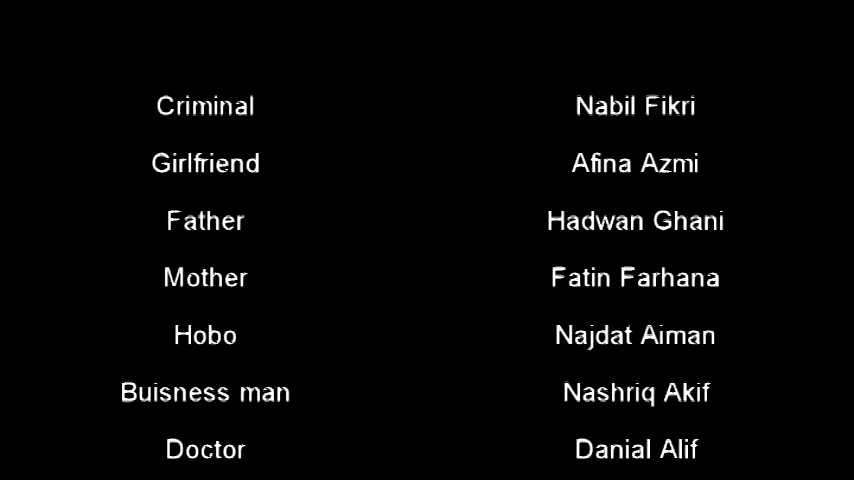 Criminal Nabil Fikri
Girlfriend Afina Azmi
Father Hadwan Ghani
Mother Fatin Farhana
Hobo Najdat Aiman
Buisness man Nashriq Akif
Doctor Danial Alif